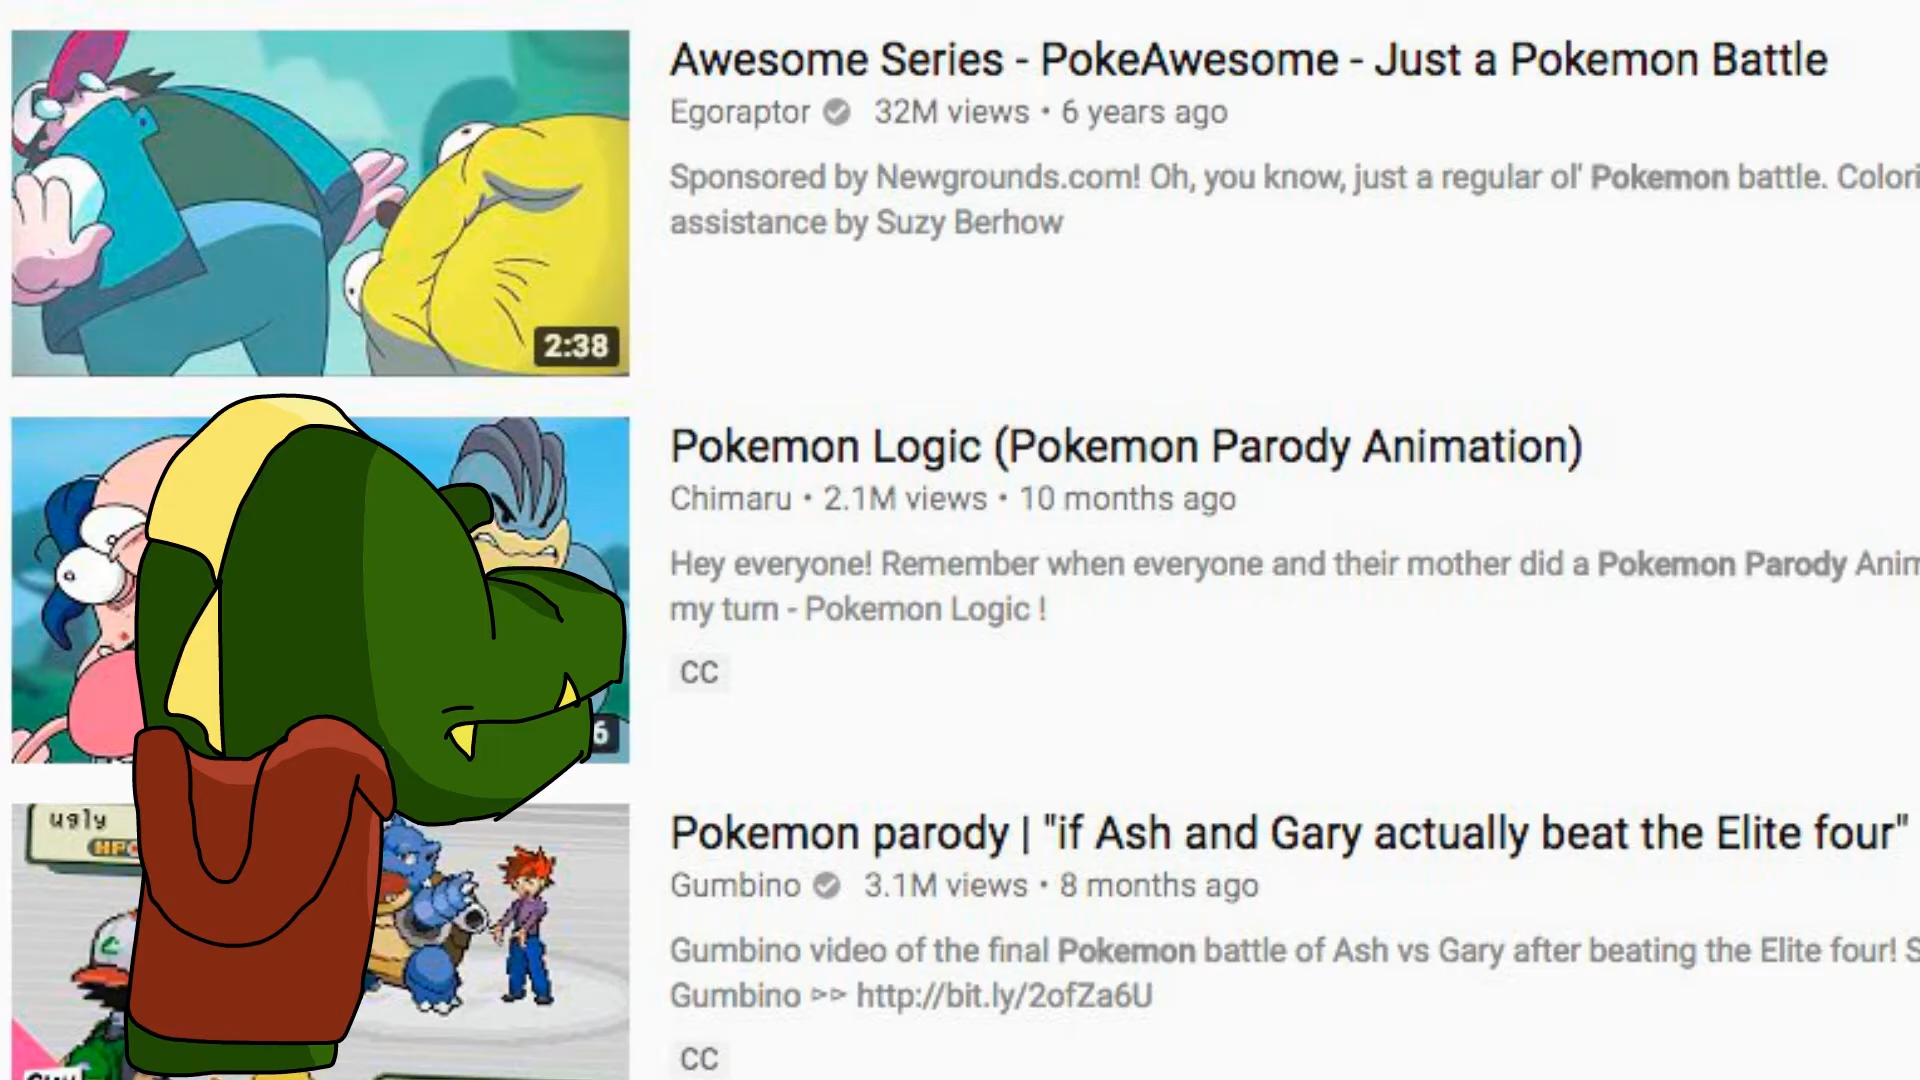 Awesome Series - PokeAwesome - Just a Pokemon Battle
Egoraptor 32M views • 6 years ago
Sponsored by Newgrounds.com! Oh, you know, just a regular ol' Pokemon battle. Colori
assistance by Suzy Berhow
2:38
Pokemon Logic (Pokemon Parody Animation)
Chimaru • 2.1M views • 10 months ago
Hey everyone! Remember when everyone and their mother did a Pokemon Parody Anim
my turn - Pokemon Logic !
CC
6
ugly
HP
Pokemon parody | "if Ash and Gary actually beat the Elite four"
Gumbino 3.1M views • 8 months ago
Gumbino video of the final Pokemon battle of Ash vs Gary after beating the Elite four! S
Gumbino ⊳⊳ http://bit.ly/2ofZa6U
CC